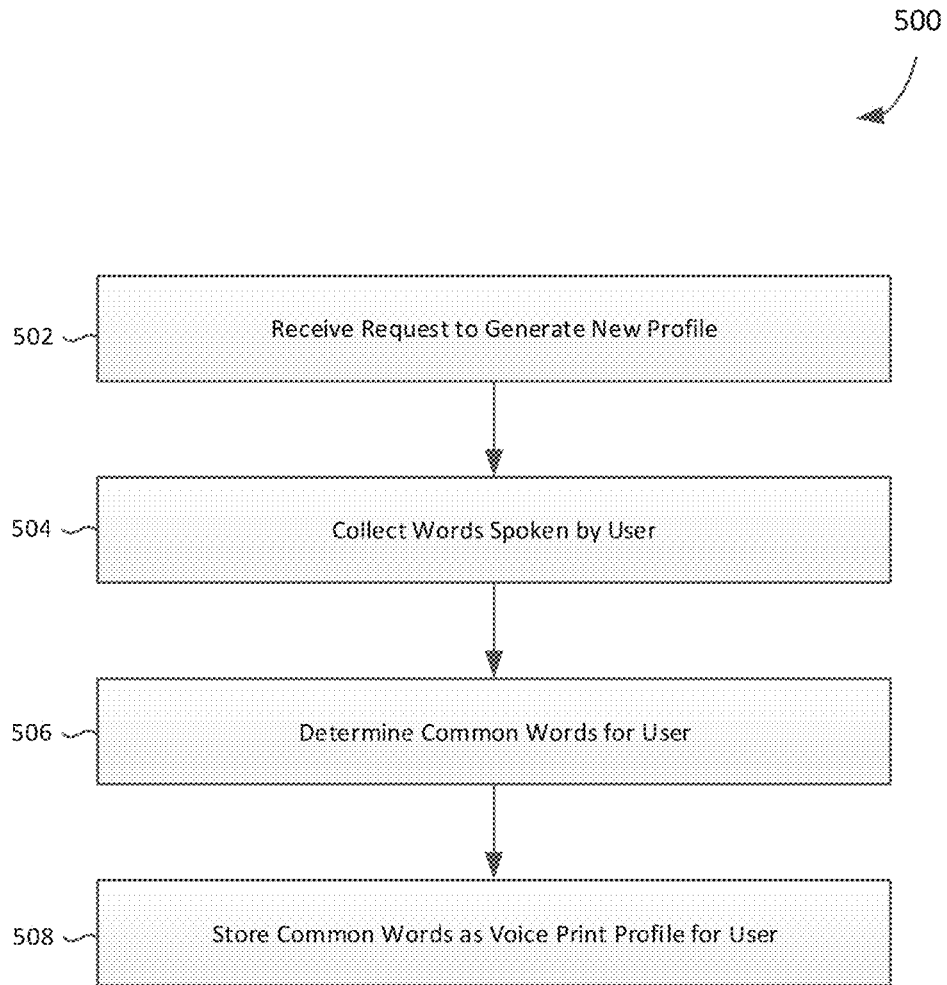 500
502
Receive Request to Generate New Profile
504
Collect Words Spoken by User
506
Determine Common Words for User
508
Store Common Words as Voice Print Profile for User